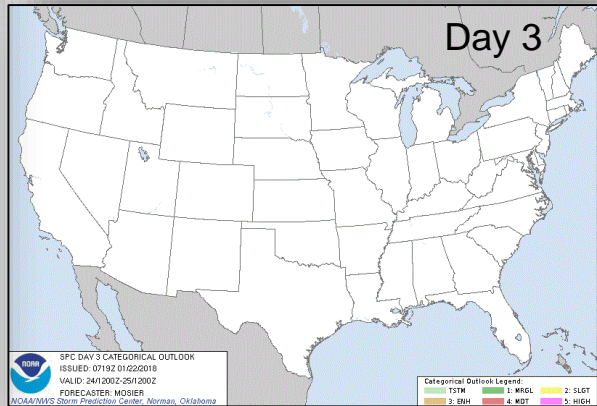 Day 3
NOAA
SPC DAY 3 CATEGORICAL OUTLOOK
ISSUED: 0719Z 01/22/2018
VALID: 24/1200Z-25/1200Z
FORECASTER: MOSIER
NOAA/NWS Storm Prediction Center, Norman, Oklahoma
Categorical Outlook Legend:
TSTM 1: MRGL 2: SLGT
3: ENH 4: MDT 5: HIGH